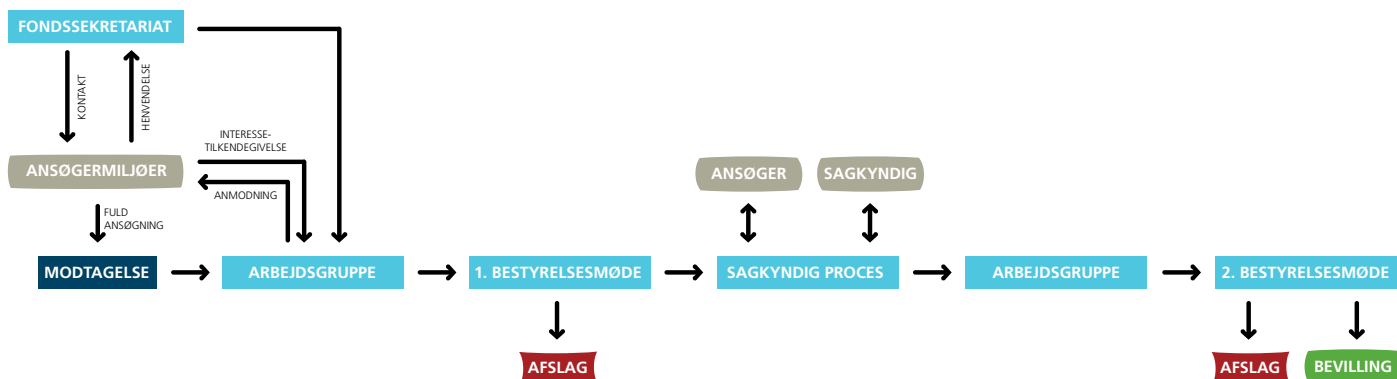 FONDSSEKRETARIAT
KONTAKT
HENVENDELSE
INTERESSE-
TILKENDEGIVELSE
ANSØGERMILJØER
ANMODNING
FULD
ANSØGNING
ANSØGER
SAGKYNDIG
MODTAGELSE
ARBEJDSGRUPPE
1. BESTYRELSESMØDE
SAGKYNDIG PROCES
ARBEJDSGRUPPE
2. BESTYRELSESMØDE
AFSLAG
AFSLAG
BEVILLING